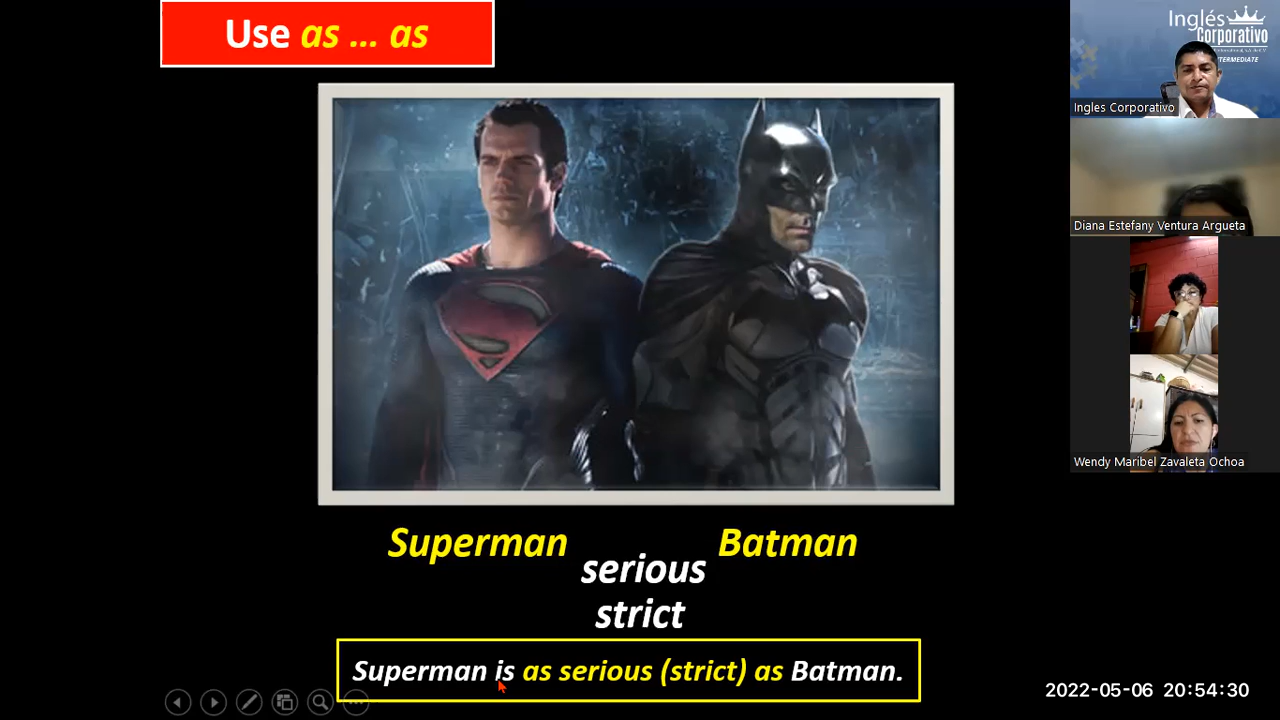 Use as ... as
Superman
Batman
serious
strict
Superman is as serious (strict) as Batman.
Inglés
Corporativo
Ingles Corporativo
Diana Estefany Ventura Argueta
Wendy Maribel Zavaleta Ochoa
2022-05-06 20:54:30